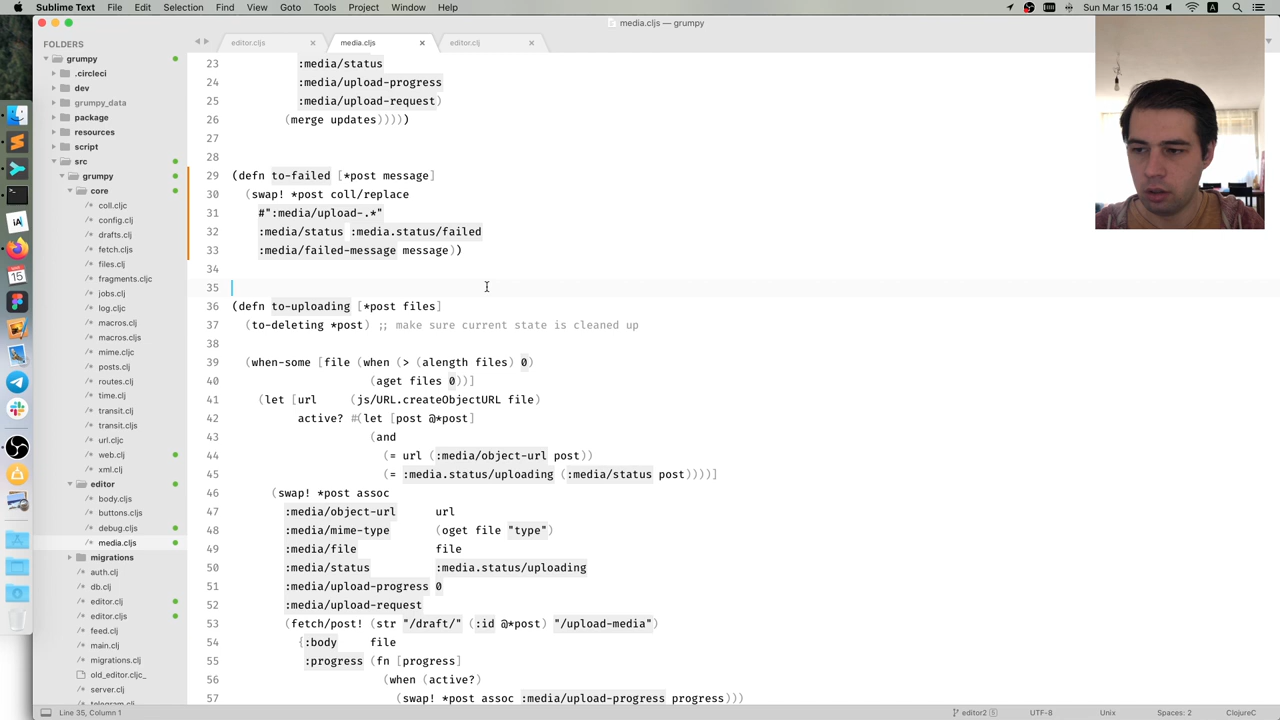 Sublime Text File Edit Selection Find View Goto Tools Project Window Help
Sun Mar 15 15:04
media.cljs — grumpy
editor.cljs
media.cljs
editor.clj
FOLDERS
grumpy
.circleci
dev
grumpy_data
package
resources
script
src
grumpy
core
coll.cljc
config.clj
drafts.clj
fetch.cljs
files.clj
fragments.cljc
jobs.clj
log.cljc
macros.clj
macros.cljs
mime.cljc
posts.clj
routes.clj
time.clj
transit.clj
transit.cljs
url.cljc
web.clj
xml.clj
editor
body.cljs
buttons.cljs
debug.cljs
media.cljs
migrations
auth.clj
db.clj
editor.clj
editor.cljs
feed.clj
main.clj
migrations.clj
old_editor.cljc_
server.clj
telegram.clj
23 :media/status
24 :media/upload-progress
25 :media/upload-request)
26 (merge updates)))))
27
28
29 (defn to-failed [*post message]
30 (swap! *post coll/replace
31 #":media/upload-.*"
32 :media/status :media.status/failed
33 :media/failed-message message))
34
35
36 (defn to-uploading [*post files]
37 (to-deleting *post) ;; make sure current state is cleaned up
38
39 (when-some [file (when (> (alength files) 0)
40 (aget files 0))]
41 (let [url (js/URL.createObjectURL file)
42 active? #(let [post @*post]
43 (and
44 (= url (:media/object-url post))
45 (= :media.status/uploading (:media/status post))))]
46 (swap! *post assoc
47 :media/object-url url
48 :media/mime-type (oget file "type")
49 :media/file file
50 :media/status :media.status/uploading
51 :media/upload-progress 0
52 :media/upload-request
53 (fetch/post! (str "/draft/" (:id @*post) "/upload-media")
54 {:body file
55 :progress (fn [progress]
56 (when (active?)
57 (swap! *post assoc :media/upload-progress progress)))
15
iA
Line 35, Column 1
editor2 5
UTF-8
Unix
Spaces: 2
ClojureC